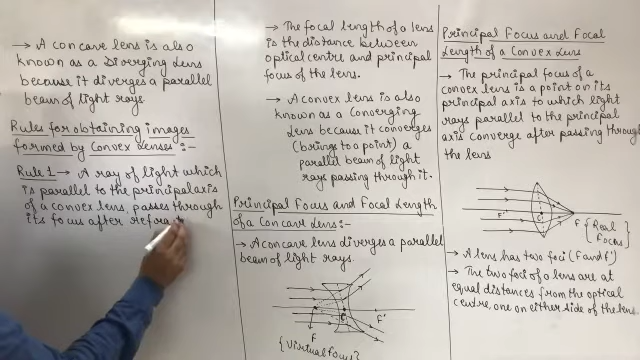 → A concave lens is also
known as a Diverging Lens
because it diverges a parallel
beam of light rays.
Rules for obtaining images
formed by Convex Lenses :-
Rule 1 → A ray of light which
is parallel to the principal axis
of a convex lens, passes through
its focus after refra
→ The focal length of a lens
is the distance between
optical centre and principal
focus of the lens.
→ A convex lens is also
known as a Converging
Lens because it converges
(brings to a point) a
parallel beam of light
rays passing through it.
Principal Focus and Focal Length
of a Concave Lens:-
→ A concave lens diverges a parallel
beam of light rays.
F
C
F'
{Virtual Focus}
Principal Focus and Focal
Length of a Convex Lens
→ The principal focus of a
convex lens is a point on its
principal axis to which light
rays parallel to the principal
axis converge after passing through
the lens
F'
C
F {Real Focus}
→ A lens has two foci (F and F')
→ The two foci of a lens are at
equal distances from the optical
centre, one on either side of the lens.